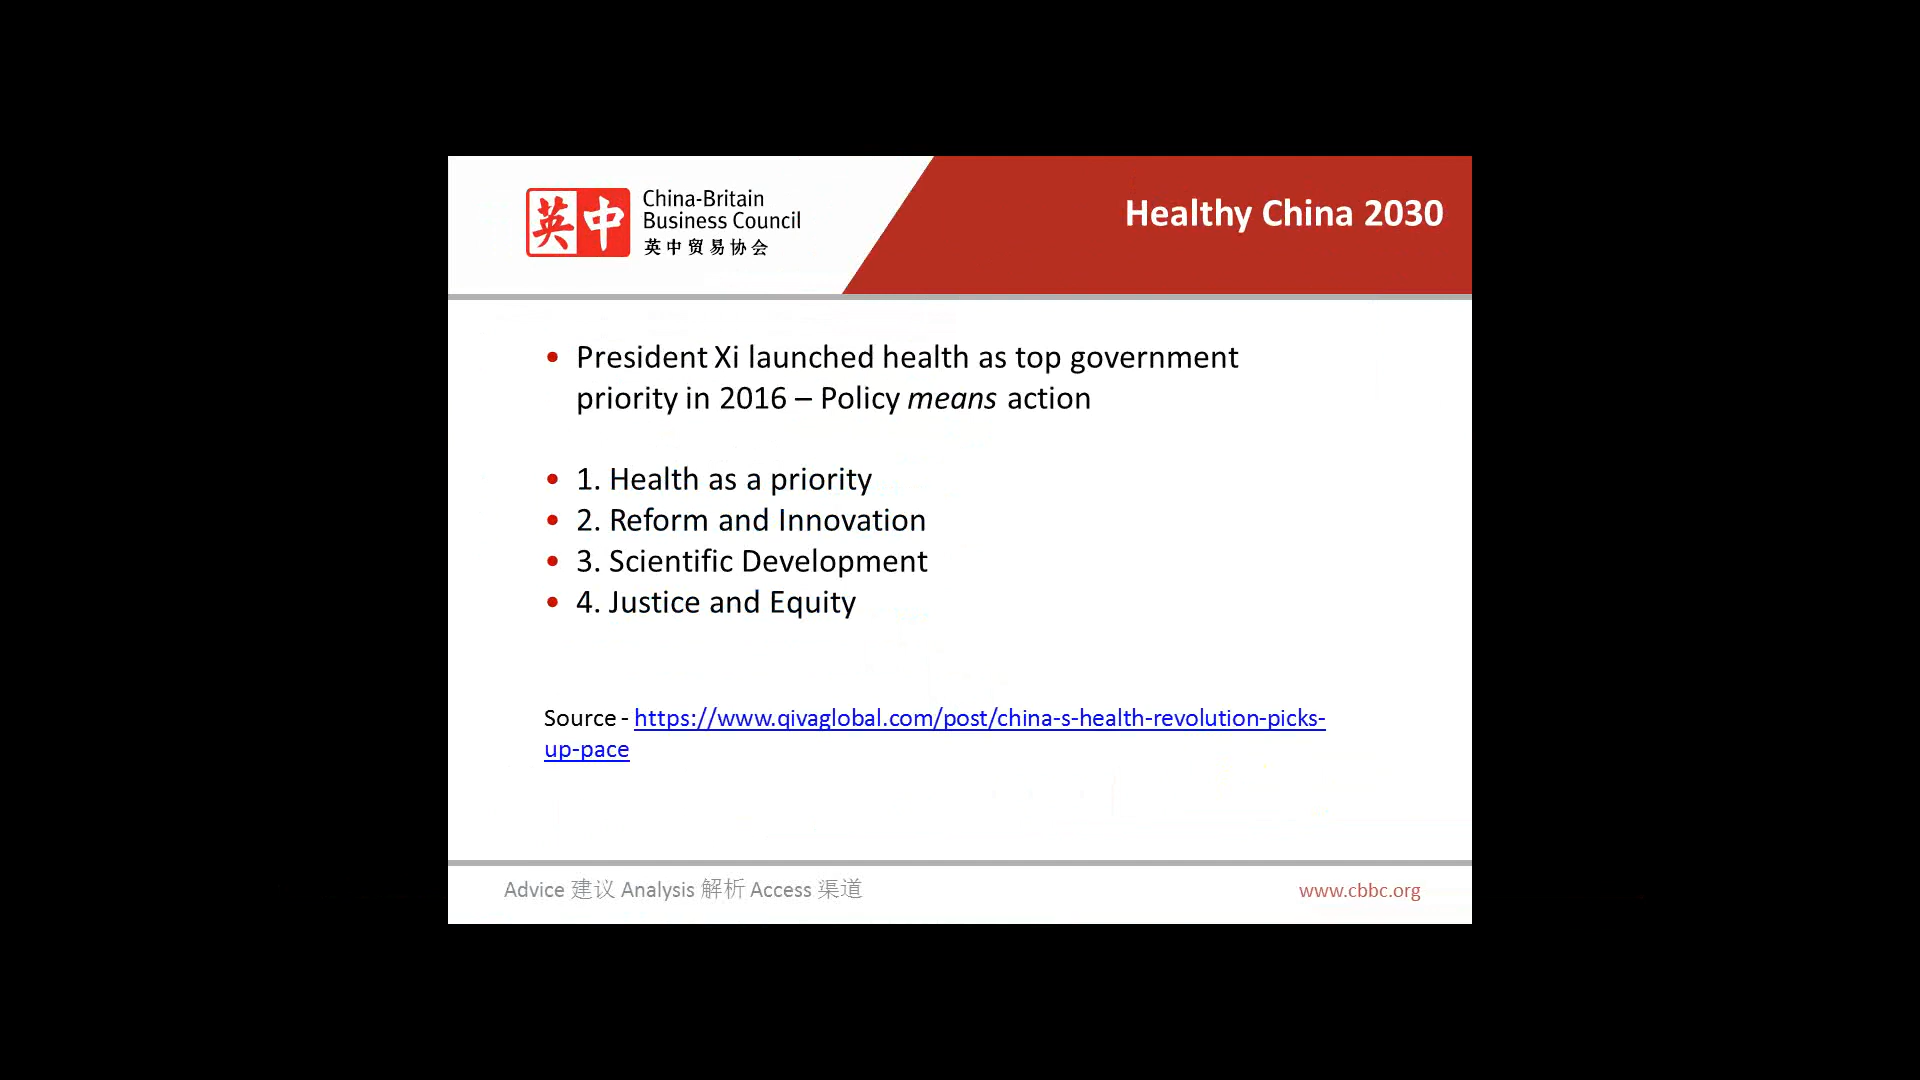 英中
China-Britain
Business Council
英中贸易协会
Healthy China 2030
• President Xi launched health as top government
priority in 2016 – Policy means action
• 1. Health as a priority
• 2. Reform and Innovation
• 3. Scientific Development
• 4. Justice and Equity
Source - https://www.qivaglobal.com/post/china-s-health-revolution-picks-
up-pace
Advice 建议 Analysis 解析 Access 渠道
www.cbbc.org